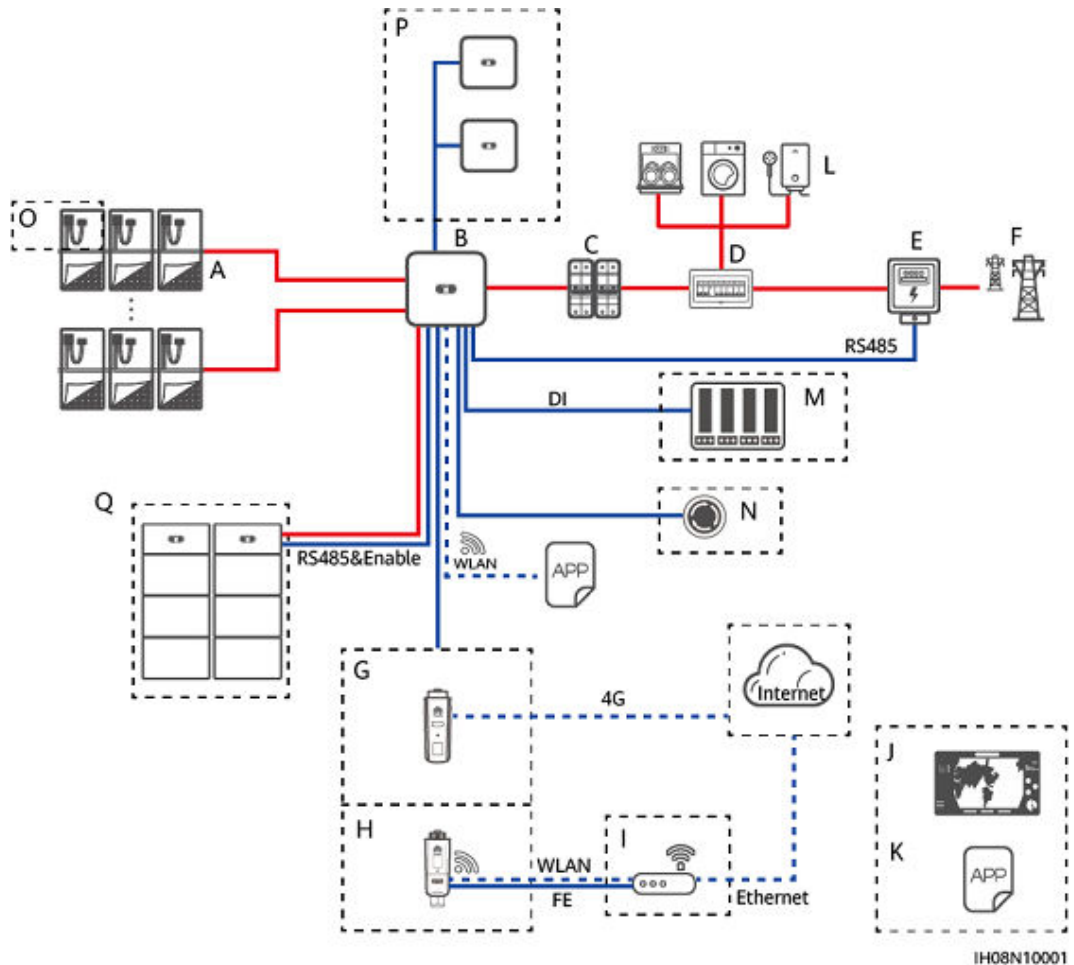 P
O
A
B
C
D
L
E
F
RS485
DI
M
N
Q
RS485&Enable
WLAN
APP
G
4G
Internet
H
WLAN
FE
I
Ethernet
J
K
APP
IH08N10001